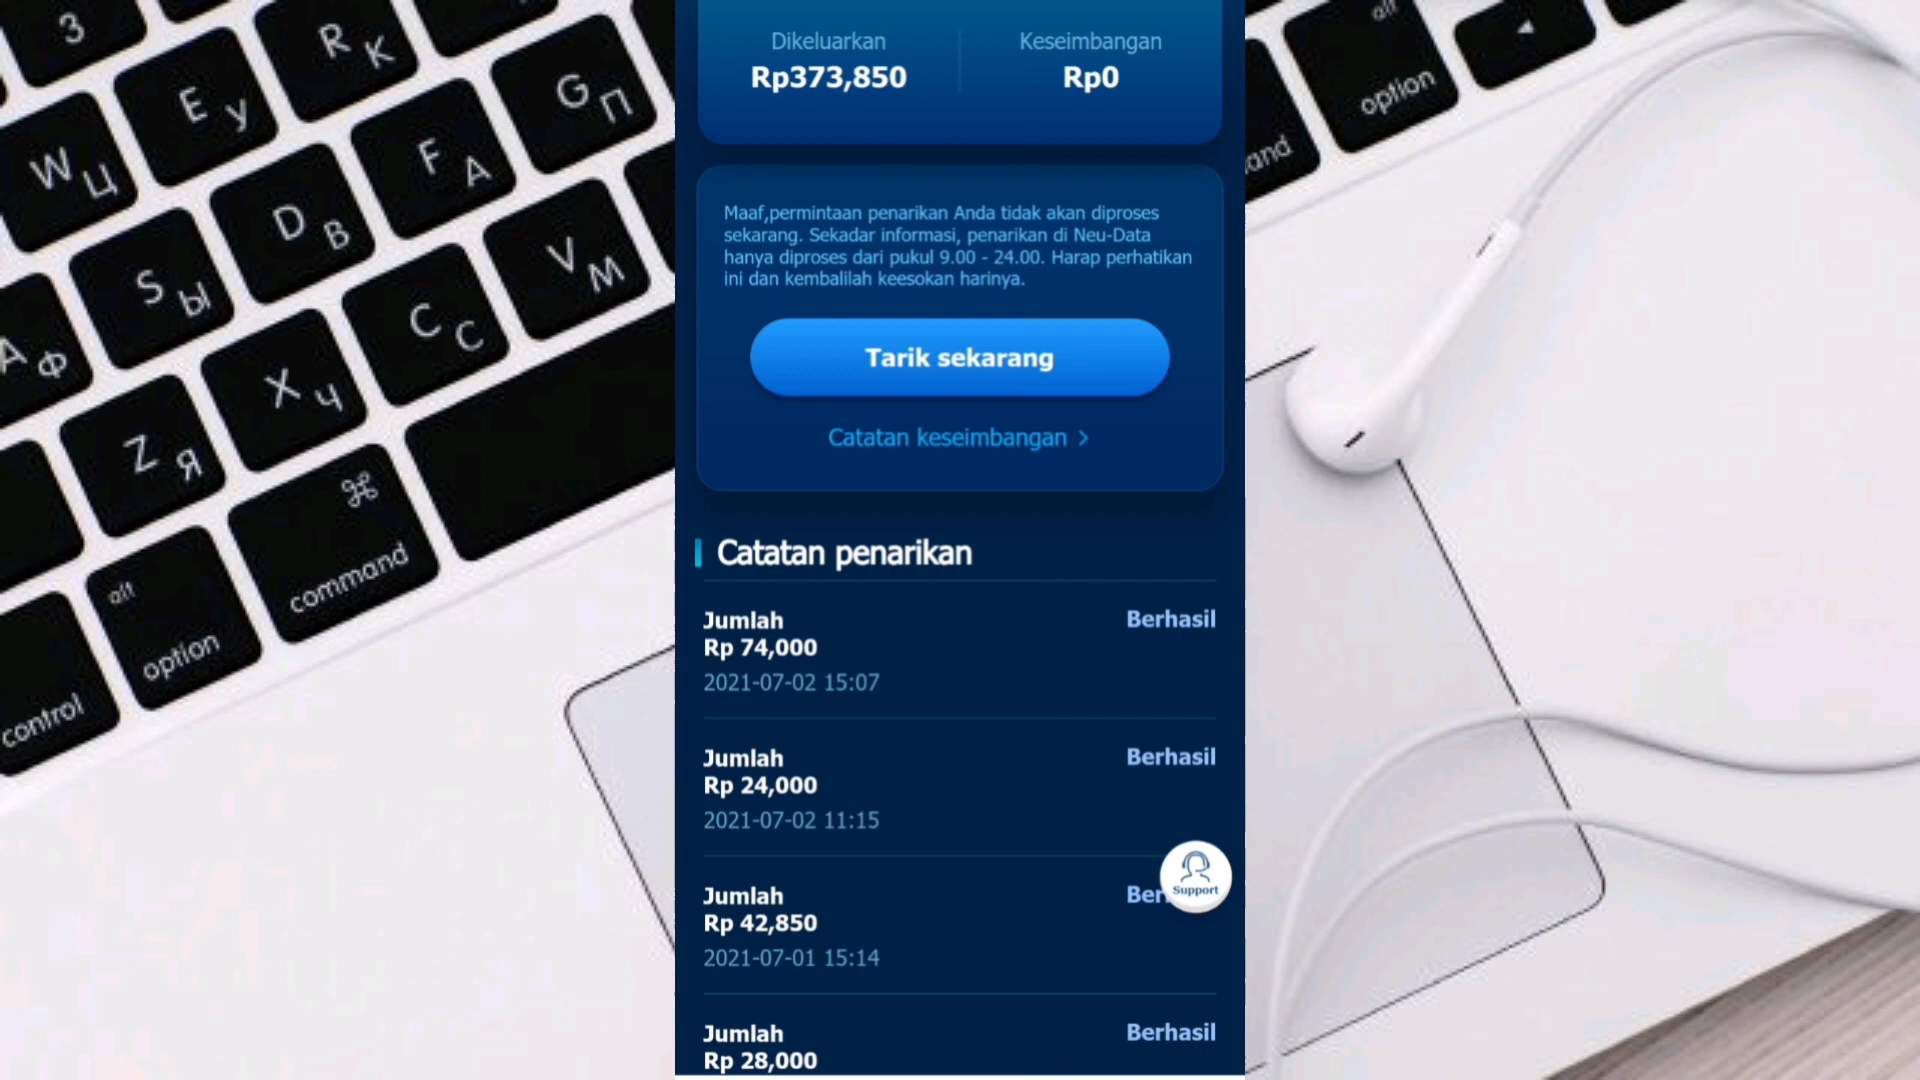 Dikeluarkan
Rp373,850
Keseimbangan
Rp0
Maaf,permintaan penarikan Anda tidak akan diproses
sekarang. Sekadar informasi, penarikan di Neu-Data
hanya diproses dari pukul 9.00 - 24.00. Harap perhatikan
ini dan kembalilah keesokan harinya.
Tarik sekarang
Catatan keseimbangan >
Catatan penarikan
Jumlah
Berhasil
Rp 74,000
2021-07-02 15:07
Jumlah
Berhasil
Rp 24,000
2021-07-02 11:15
Support
Jumlah
Ber
Rp 42,850
2021-07-01 15:14
Jumlah
Berhasil
Rp 28,000
3
R К
E у
G П
W Ц
F А
D В
V М
S Ы
А Ф
C С
X Ч
Z Я
⌘
command
alt
option
control
alt
option
and